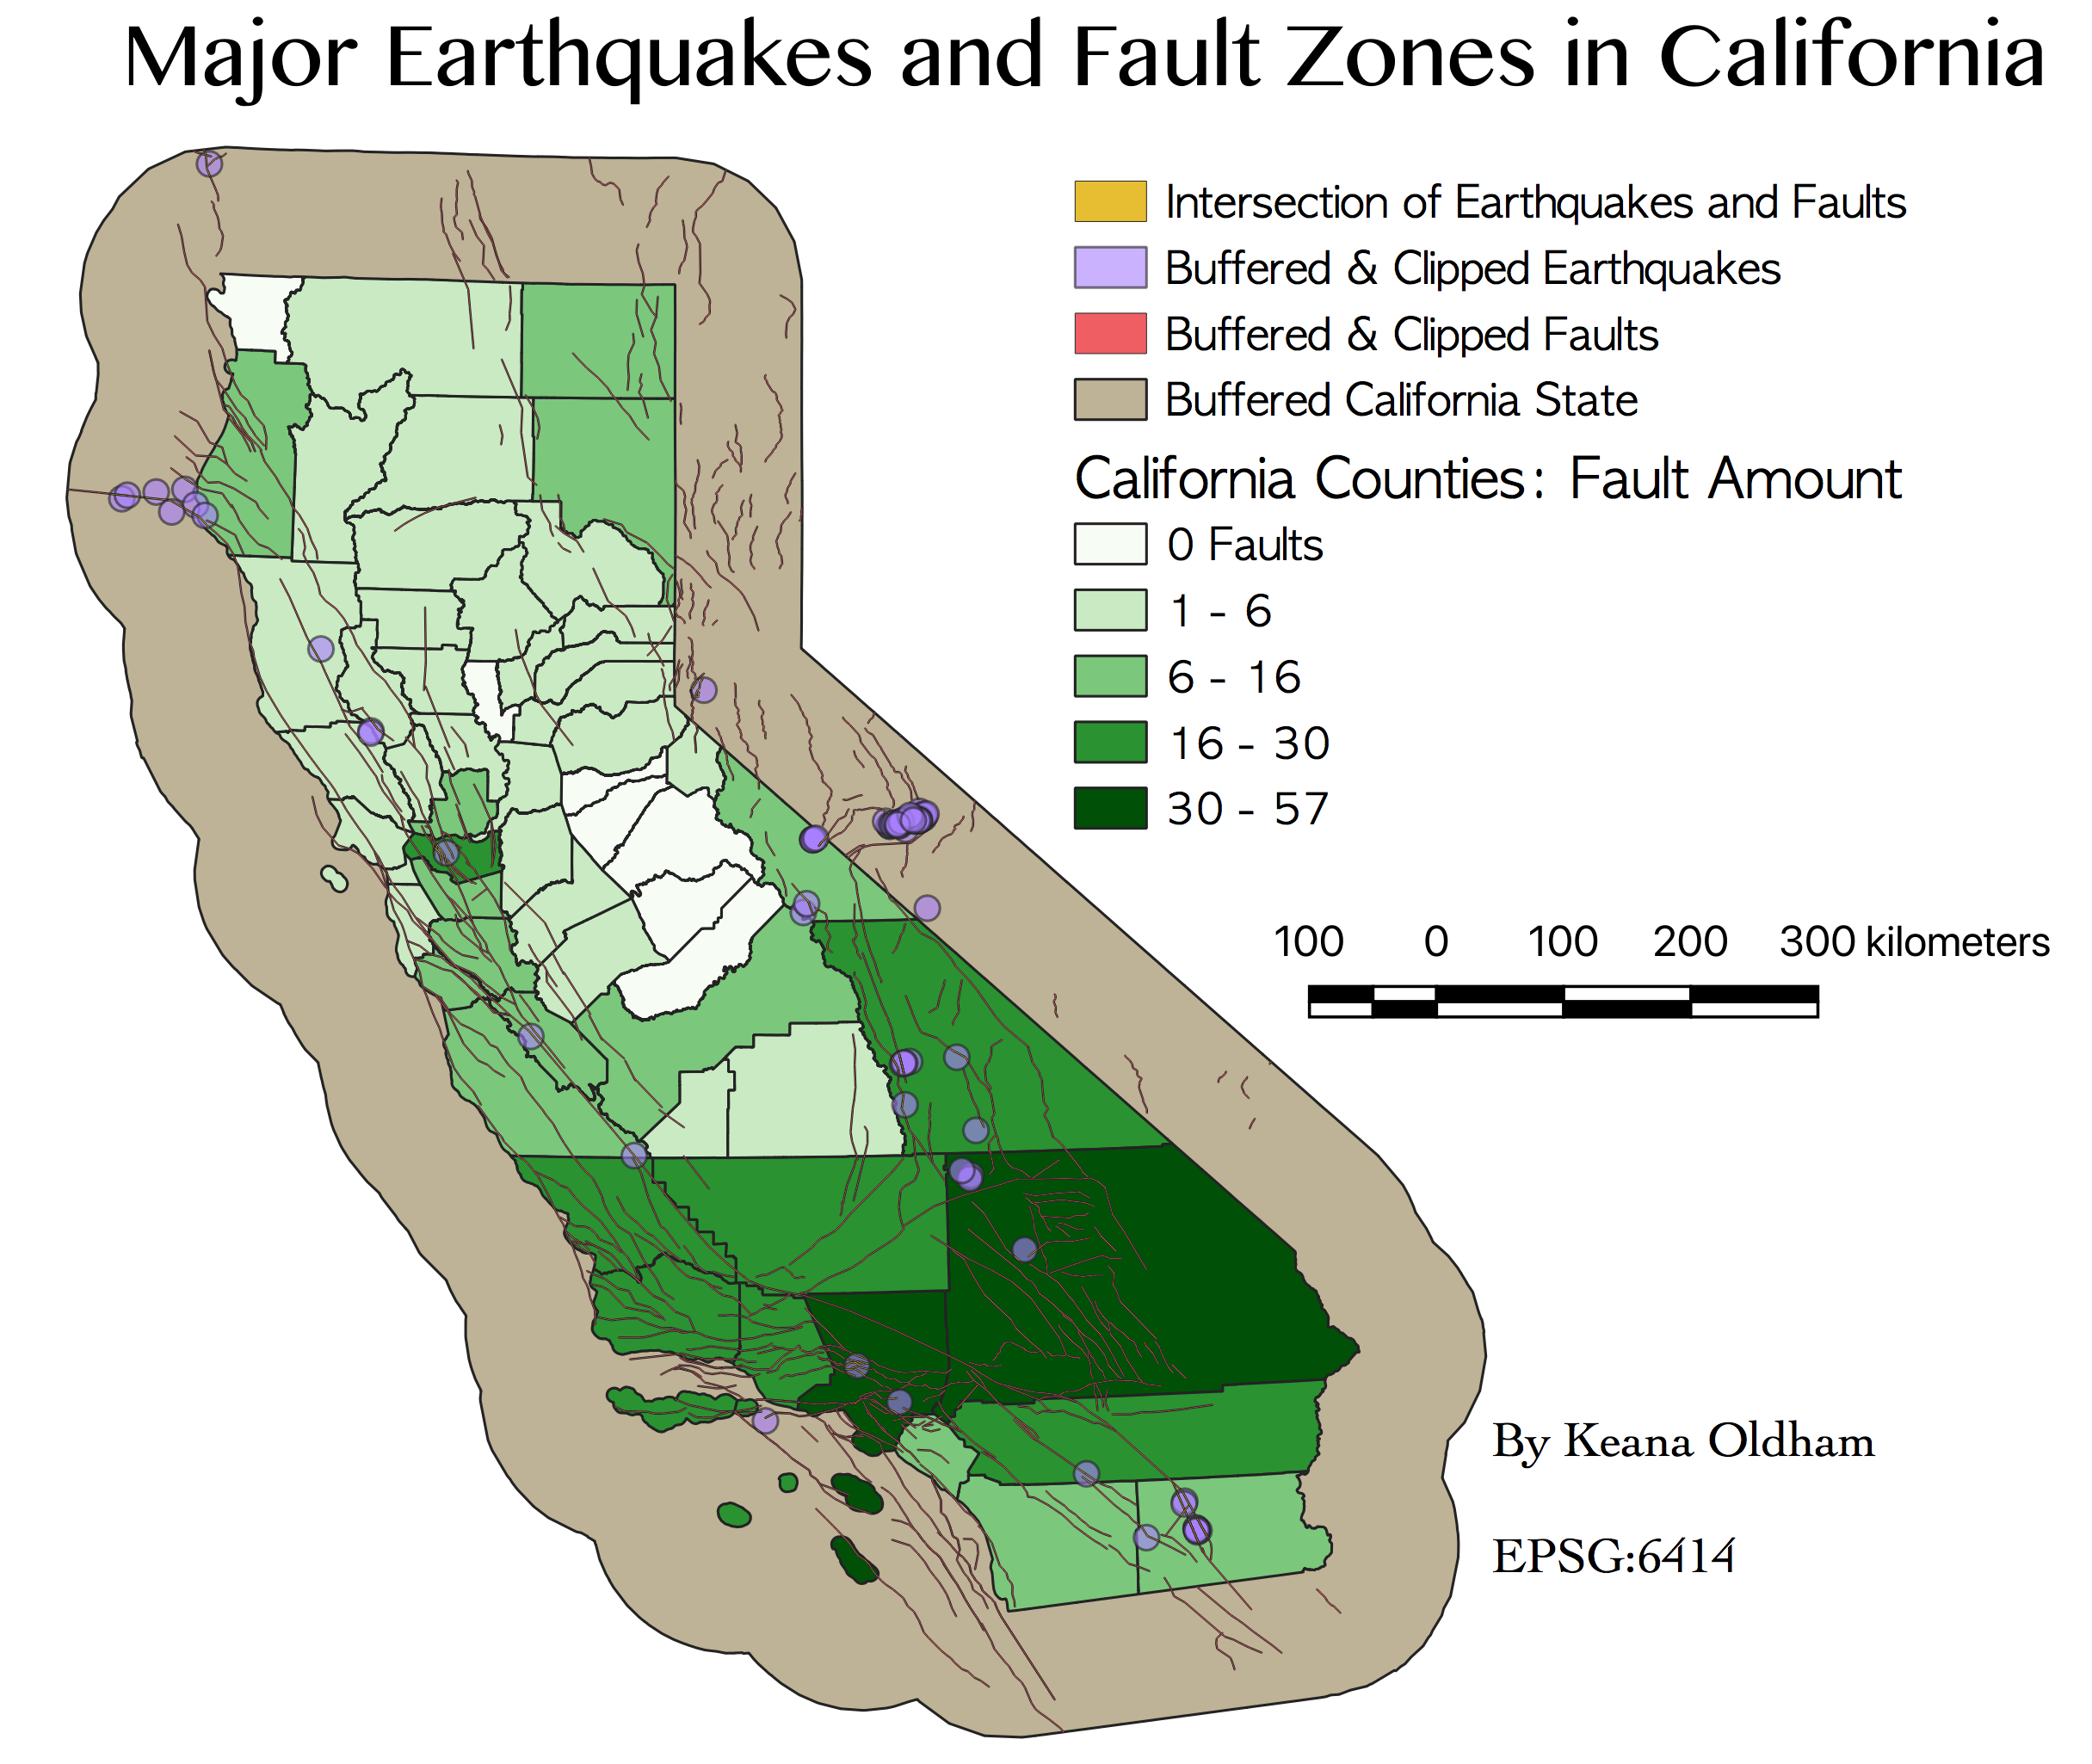 Major Earthquakes and Fault Zones in California
Intersection of Earthquakes and Faults
Buffered & Clipped Earthquakes
Buffered & Clipped Faults
Buffered California State
California Counties: Fault Amount
0 Faults
1 - 6
6 - 16
16 - 30
30 - 57
100 0 100 200 300 kilometers
By Keana Oldham
EPSG:6414